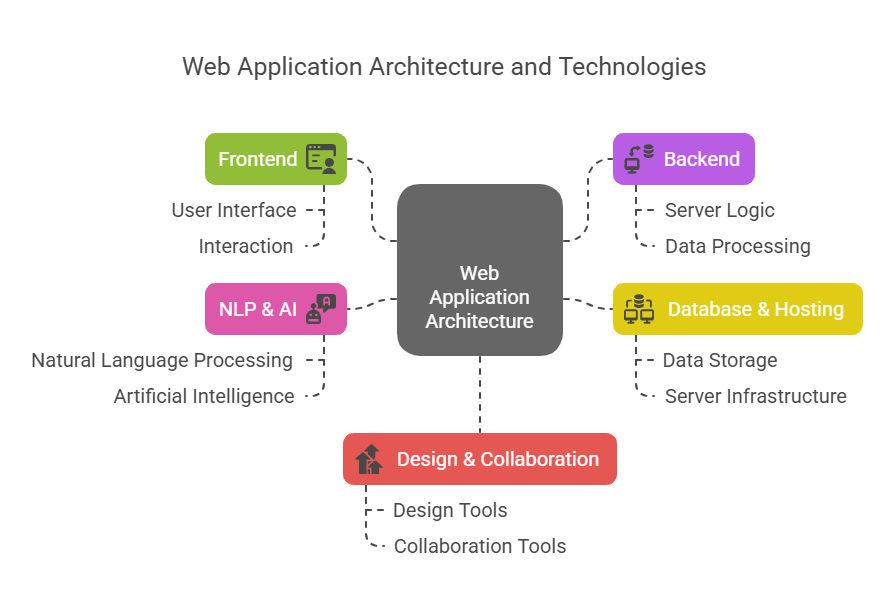 Web Application Architecture and Technologies
Frontend
User Interface
Interaction
Backend
Server Logic
Data Processing
Web
Application
Architecture
NLP & AI
Natural Language Processing
Artificial Intelligence
Database & Hosting
Data Storage
Server Infrastructure
Design & Collaboration
Design Tools
Collaboration Tools